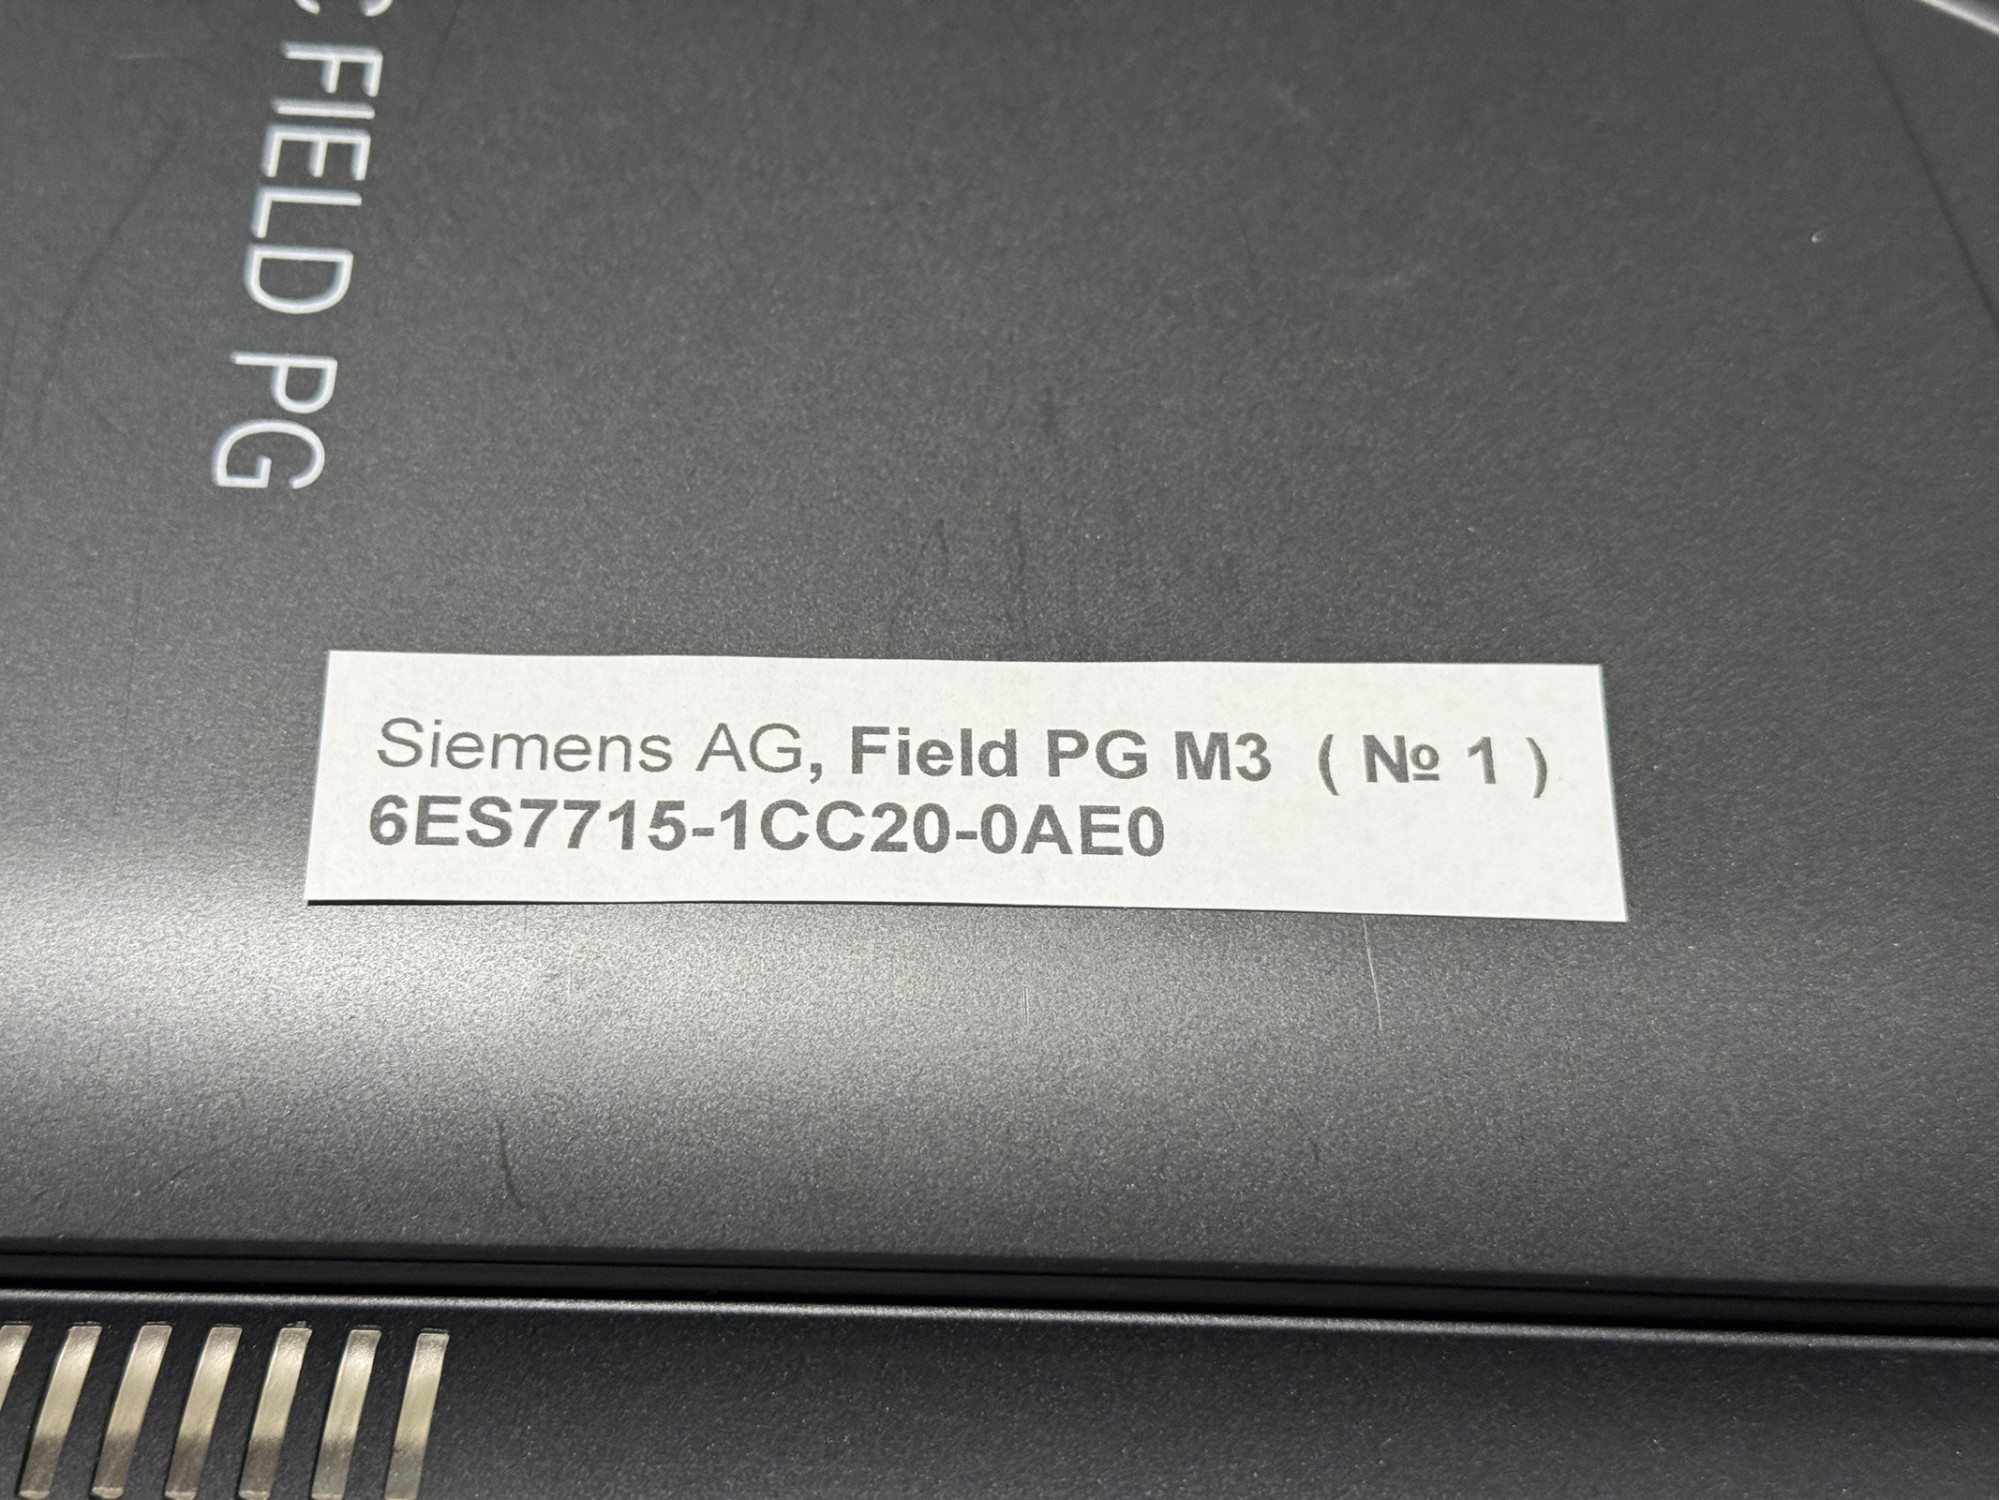 C FIELD PG
Siemens AG, Field PG M3 ( № 1 )
6ES7715-1CC20-0AE0